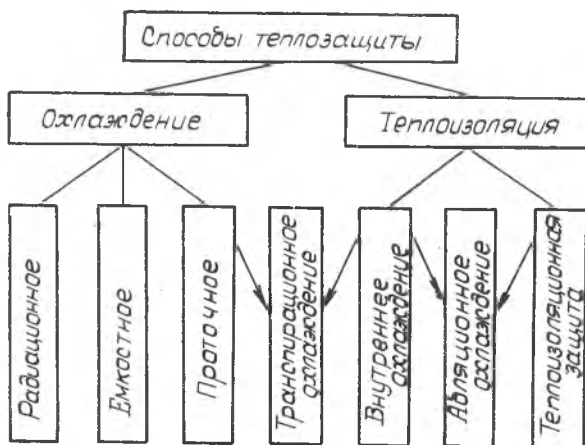 Способы теплозащиты
Охлаждение
Теплоизоляция
Радиационное
Емкостное
Проточное
Транспирационное
охлаждение
Внутреннее
охлаждение
Абляционное
охлаждение
Теплоизоляционная
защита